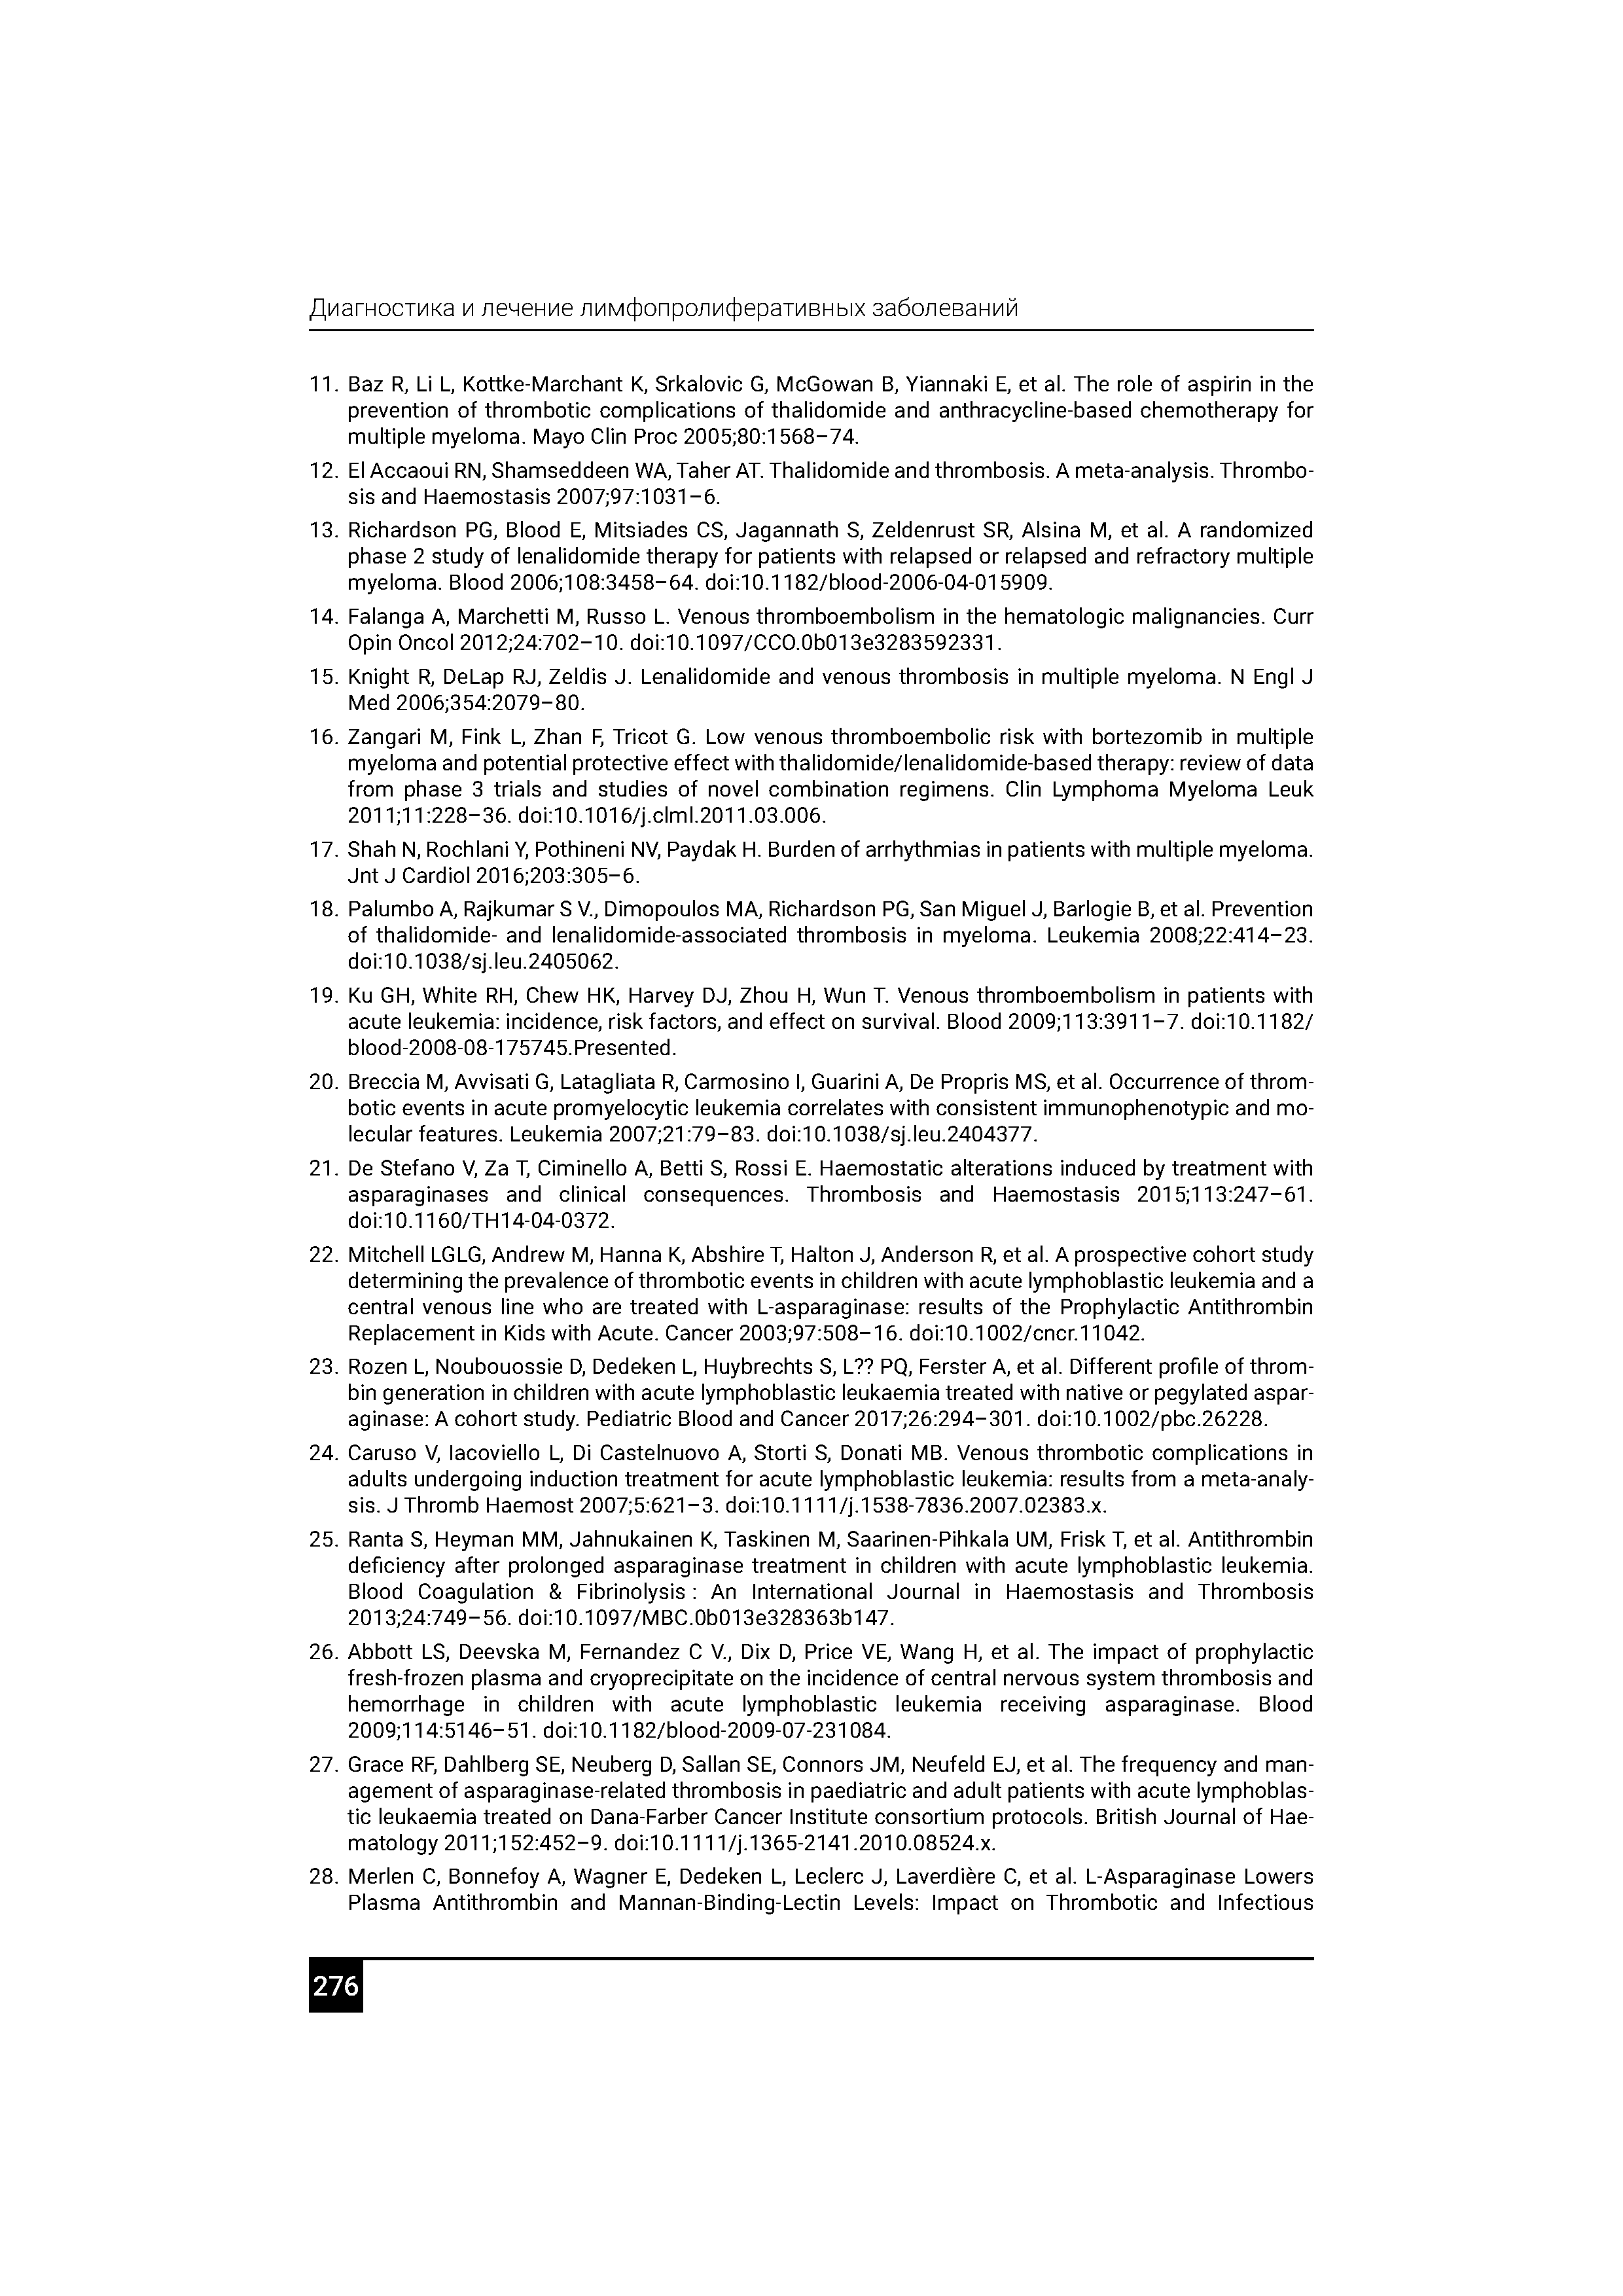 Диагностика и лечение лимфопролиферативных заболеваний
11. Baz R, Li L, Kottke-Marchant K, Srkalovic G, McGowan B, Yiannaki E, et al. The role of aspirin in the
prevention of thrombotic complications of thalidomide and anthracycline-based chemotherapy for
multiple myeloma. Mayo Clin Proc 2005;80:1568–74.
12. El Accaoui RN, Shamseddeen WA, Taher AT. Thalidomide and thrombosis. A meta-analysis. Thrombo-
sis and Haemostasis 2007;97:1031–6.
13. Richardson PG, Blood E, Mitsiades CS, Jagannath S, Zeldenrust SR, Alsina M, et al. A randomized
phase 2 study of lenalidomide therapy for patients with relapsed or relapsed and refractory multiple
myeloma. Blood 2006;108:3458–64. doi:10.1182/blood-2006-04-015909.
14. Falanga A, Marchetti M, Russo L. Venous thromboembolism in the hematologic malignancies. Curr
Opin Oncol 2012;24:702–10. doi:10.1097/CCO.0b013e3283592331.
15. Knight R, DeLap RJ, Zeldis J. Lenalidomide and venous thrombosis in multiple myeloma. N Engl J
Med 2006;354:2079–80.
16. Zangari M, Fink L, Zhan F, Tricot G. Low venous thromboembolic risk with bortezomib in multiple
myeloma and potential protective effect with thalidomide/lenalidomide-based therapy: review of data
from phase 3 trials and studies of novel combination regimens. Clin Lymphoma Myeloma Leuk
2011;11:228–36. doi:10.1016/j.clml.2011.03.006.
17. Shah N, Rochlani Y, Pothineni NV, Paydak H. Burden of arrhythmias in patients with multiple myeloma.
Jnt J Cardiol 2016;203:305–6.
18. Palumbo A, Rajkumar S V., Dimopoulos MA, Richardson PG, San Miguel J, Barlogie B, et al. Prevention
of thalidomide- and lenalidomide-associated thrombosis in myeloma. Leukemia 2008;22:414–23.
doi:10.1038/sj.leu.2405062.
19. Ku GH, White RH, Chew HK, Harvey DJ, Zhou H, Wun T. Venous thromboembolism in patients with
acute leukemia: incidence, risk factors, and effect on survival. Blood 2009;113:3911–7. doi:10.1182/
blood-2008-08-175745.Presented.
20. Breccia M, Avvisati G, Latagliata R, Carmosino I, Guarini A, De Propris MS, et al. Occurrence of throm-
botic events in acute promyelocytic leukemia correlates with consistent immunophenotypic and mo-
lecular features. Leukemia 2007;21:79–83. doi:10.1038/sj.leu.2404377.
21. De Stefano V, Za T, Ciminello A, Betti S, Rossi E. Haemostatic alterations induced by treatment with
asparaginases and clinical consequences. Thrombosis and Haemostasis 2015;113:247–61.
doi:10.1160/TH14-04-0372.
22. Mitchell LGLG, Andrew M, Hanna K, Abshire T, Halton J, Anderson R, et al. A prospective cohort study
determining the prevalence of thrombotic events in children with acute lymphoblastic leukemia and a
central venous line who are treated with L-asparaginase: results of the Prophylactic Antithrombin
Replacement in Kids with Acute. Cancer 2003;97:508–16. doi:10.1002/cncr.11042.
23. Rozen L, Noubouossie D, Dedeken L, Huybrechts S, L?? PQ, Ferster A, et al. Different profile of throm-
bin generation in children with acute lymphoblastic leukaemia treated with native or pegylated aspar-
aginase: A cohort study. Pediatric Blood and Cancer 2017;26:294–301. doi:10.1002/pbc.26228.
24. Caruso V, Iacoviello L, Di Castelnuovo A, Storti S, Donati MB. Venous thrombotic complications in
adults undergoing induction treatment for acute lymphoblastic leukemia: results from a meta-analy-
sis. J Thromb Haemost 2007;5:621–3. doi:10.1111/j.1538-7836.2007.02383.x.
25. Ranta S, Heyman MM, Jahnukainen K, Taskinen M, Saarinen-Pihkala UM, Frisk T, et al. Antithrombin
deficiency after prolonged asparaginase treatment in children with acute lymphoblastic leukemia.
Blood Coagulation & Fibrinolysis : An International Journal in Haemostasis and Thrombosis
2013;24:749–56. doi:10.1097/MBC.0b013e328363b147.
26. Abbott LS, Deevska M, Fernandez C V., Dix D, Price VE, Wang H, et al. The impact of prophylactic
fresh-frozen plasma and cryoprecipitate on the incidence of central nervous system thrombosis and
hemorrhage in children with acute lymphoblastic leukemia receiving asparaginase. Blood
2009;114:5146–51. doi:10.1182/blood-2009-07-231084.
27. Grace RF, Dahlberg SE, Neuberg D, Sallan SE, Connors JM, Neufeld EJ, et al. The frequency and man-
agement of asparaginase-related thrombosis in paediatric and adult patients with acute lymphoblas-
tic leukaemia treated on Dana-Farber Cancer Institute consortium protocols. British Journal of Hae-
matology 2011;152:452–9. doi:10.1111/j.1365-2141.2010.08524.x.
28. Merlen C, Bonnefoy A, Wagner E, Dedeken L, Leclerc J, Laverdière C, et al. L-Asparaginase Lowers
Plasma Antithrombin and Mannan-Binding-Lectin Levels: Impact on Thrombotic and Infectious
276